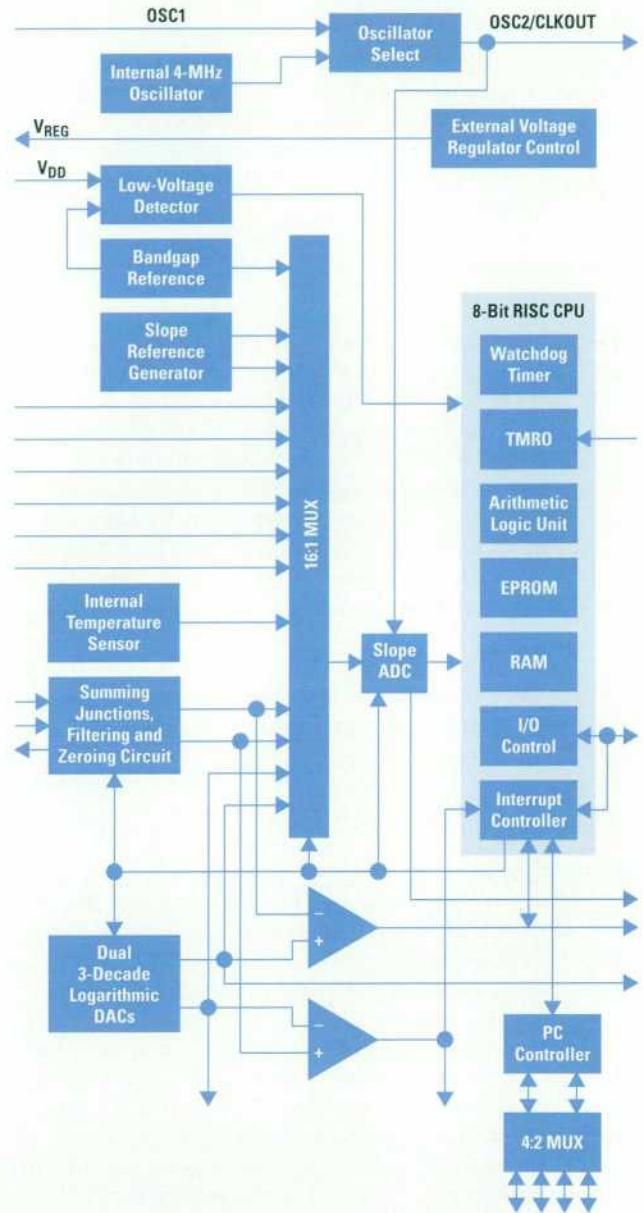 OSC1
Oscillator
Select
OSC2/CLKOUT
Internal 4-MHz
Oscillator
VREG
External Voltage
Regulator Control
VDD
Low-Voltage
Detector
Bandgap
Reference
8-Bit RISC CPU
Slope
Reference
Generator
Watchdog
Timer
TMRO
16:1 MUX
Arithmetic
Logic Unit
EPROM
Internal
Temperature
Sensor
Slope
ADC
RAM
Summing
Junctions,
Filtering and
Zeroing Circuit
I/O
Control
Interrupt
Controller
−
+
Dual
3-Decade
Logarithmic
DACs
−
+
PC
Controller
4:2 MUX